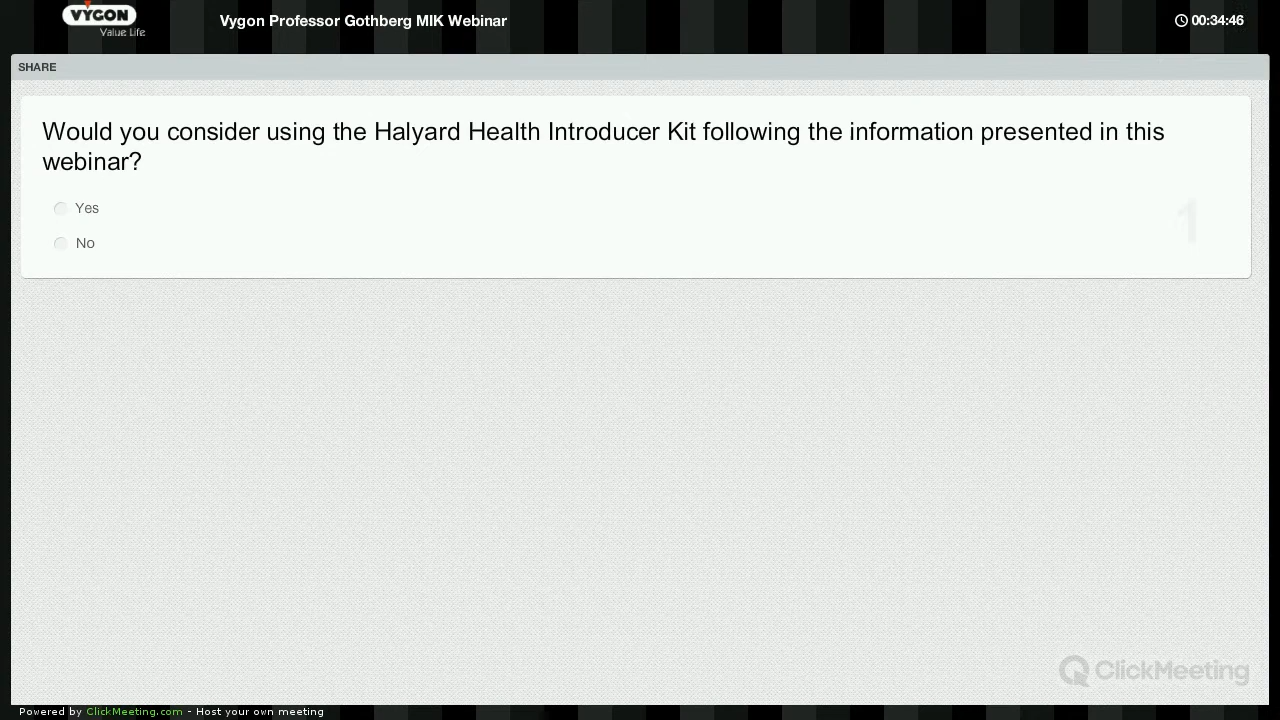 VYGON
Value Life
Vygon Professor Gothberg MIK Webinar
00:34:46
SHARE
Would you consider using the Halyard Health Introducer Kit following the information presented in this
webinar?
Yes
No
1
ClickMeeting
Powered by ClickMeeting.com - Host your own meeting